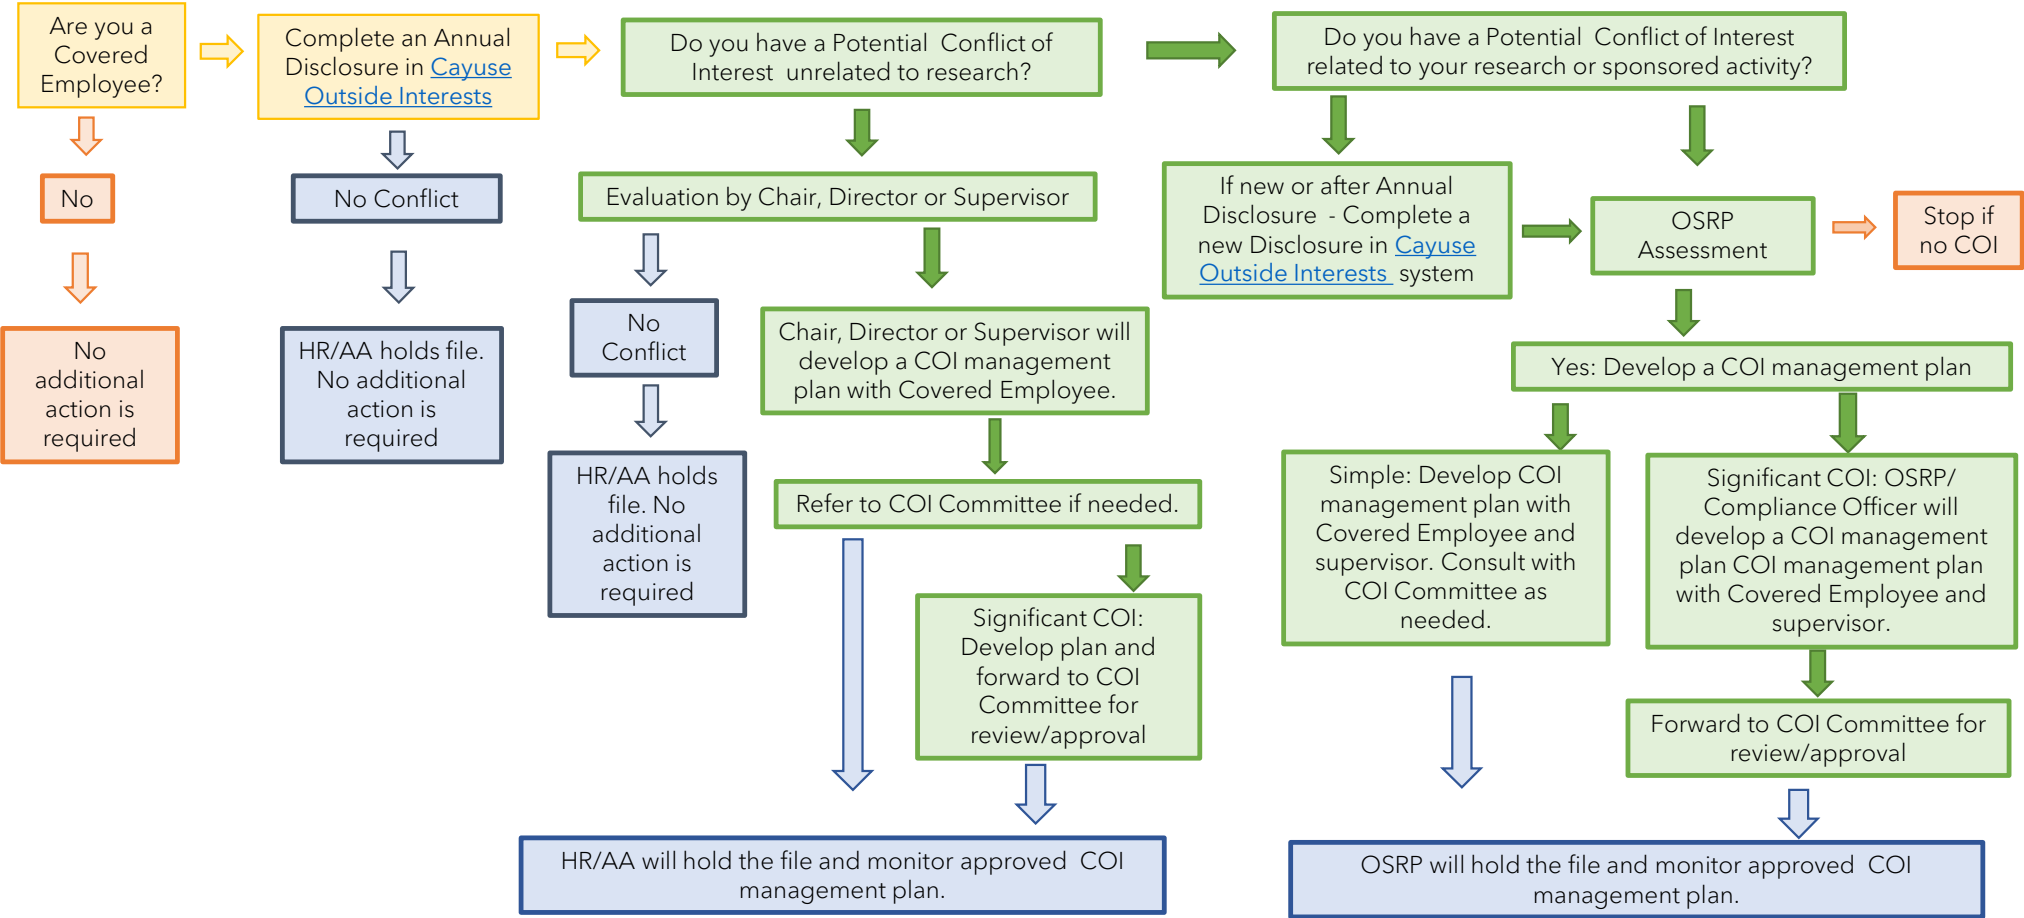 Are you a
Covered
Employee?
Complete an Annual
Disclosure in Cayuse
Outside Interests
Do you have a Potential Conflict of
Interest unrelated to research?
Do you have a Potential Conflict of Interest
related to your research or sponsored activity?
No
No
additional
action is
required
No Conflict
HR/AA holds file.
No additional
action is
required
Evaluation by Chair, Director or Supervisor
No
Conflict
HR/AA holds
file. No
additional
action is
required
Chair, Director or Supervisor will
develop a COI management
plan with Covered Employee.
Refer to COI Committee if needed.
Significant COI:
Develop plan and
forward to COI
Committee for
review/approval
HR/AA will hold the file and monitor approved COI
management plan.
If new or after Annual
Disclosure - Complete a
new Disclosure in Cayuse
Outside Interests system
OSRP
Assessment
Stop if
no COI
Yes: Develop a COI management plan
Simple: Develop COI
management plan with
Covered Employee and
supervisor. Consult with
COI Committee as
needed.
Significant COI: OSRP/
Compliance Officer will
develop a COI management
plan COI management plan
with Covered Employee and
supervisor.
Forward to COI Committee for
review/approval
OSRP will hold the file and monitor approved COI
management plan.